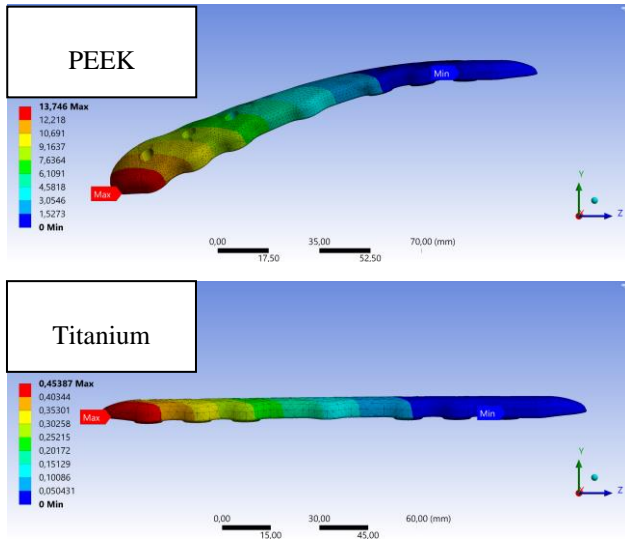 PEEK
13,746 Max
12,218
10,691
9,1637
7,6364
6,1091
4,5818
3,0546
1,5273
0 Min
Max
Min
Y
Z
0,00 35,00 70,00 (mm)
17,50 52,50
Titanium
0,45387 Max
0,40344
0,35301
0,30258
0,25215
0,20172
0,15129
0,10086
0,050431
0 Min
Max
Min
Y
Z
0,00 30,00 60,00 (mm)
15,00 45,00